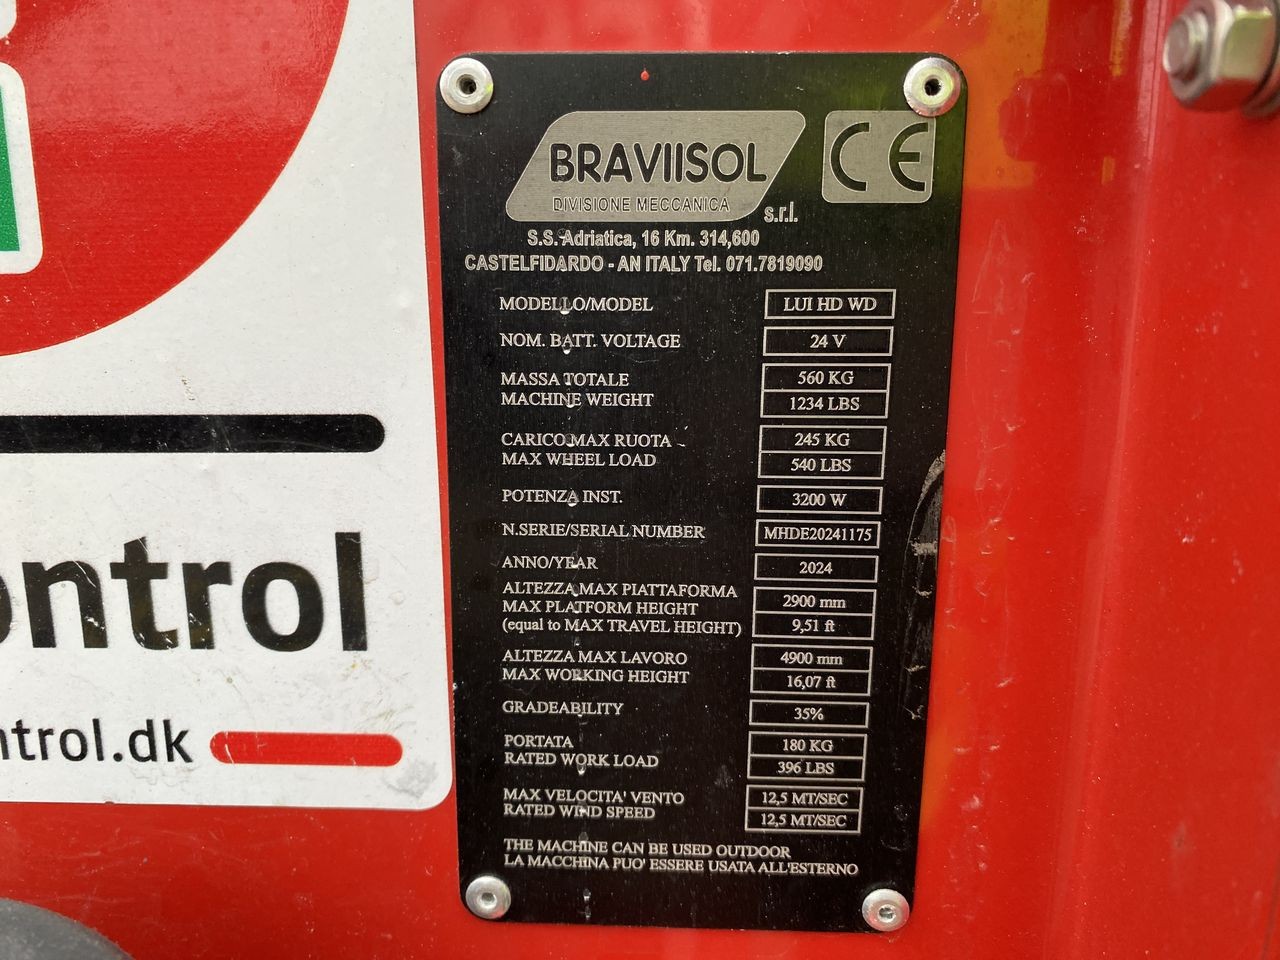 BRAVIISOL
DIVISIONE MECCANICA
s.r.l.
CE
S.S. Adriatica, 16 Km. 314,600
CASTELFIDARDO - AN ITALY Tel. 071.7819090
MODELLO/MODEL LUI HD WD
NOM. BATT. VOLTAGE 24 V
MASSA TOTALE 560 KG
MACHINE WEIGHT 1234 LBS
CARICO MAX RUOTA 245 KG
MAX WHEEL LOAD 540 LBS
POTENZA INST. 3200 W
N.SERIE/SERIAL NUMBER MHDE20241175
ANNO/YEAR 2024
ALTEZZA MAX PIATTAFORMA
MAX PLATFORM HEIGHT 2900 mm
(equal to MAX TRAVEL HEIGHT) 9,51 ft
ALTEZZA MAX LAVORO 4900 mm
MAX WORKING HEIGHT 16,07 ft
GRADEABILITY 35%
PORTATA 180 KG
RATED WORK LOAD 396 LBS
MAX VELOCITA' VENTO 12,5 MT/SEC
RATED WIND SPEED 12,5 MT/SEC
THE MACHINE CAN BE USED OUTDOOR
LA MACCHINA PUO' ESSERE USATA ALL'ESTERNO
ontrol
ntrol.dk